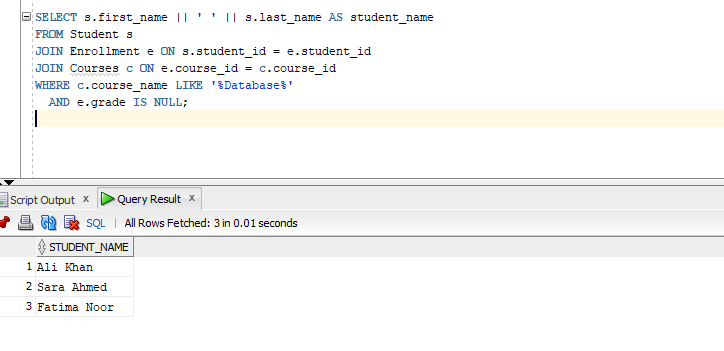 SELECT s.first_name || ' ' || s.last_name AS student_name
FROM Student s
JOIN Enrollment e ON s.student_id = e.student_id
JOIN Courses c ON e.course_id = c.course_id
WHERE c.course_name LIKE '%Database%'
  AND e.grade IS NULL;
Script Output x Query Result x
SQL | All Rows Fetched: 3 in 0.01 seconds
STUDENT_NAME
1 Ali Khan
2 Sara Ahmed
3 Fatima Noor